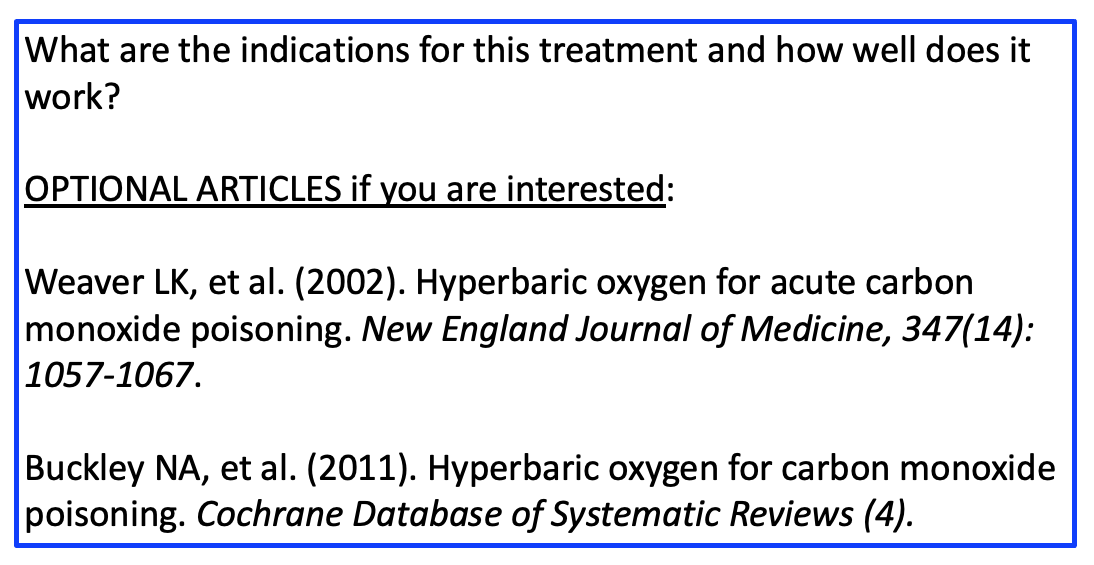 What are the indications for this treatment and how well does it
work?
OPTIONAL ARTICLES if you are interested:
Weaver LK, et al. (2002). Hyperbaric oxygen for acute carbon
monoxide poisoning. New England Journal of Medicine, 347(14):
1057-1067.
Buckley NA, et al. (2011). Hyperbaric oxygen for carbon monoxide
poisoning. Cochrane Database of Systematic Reviews (4).